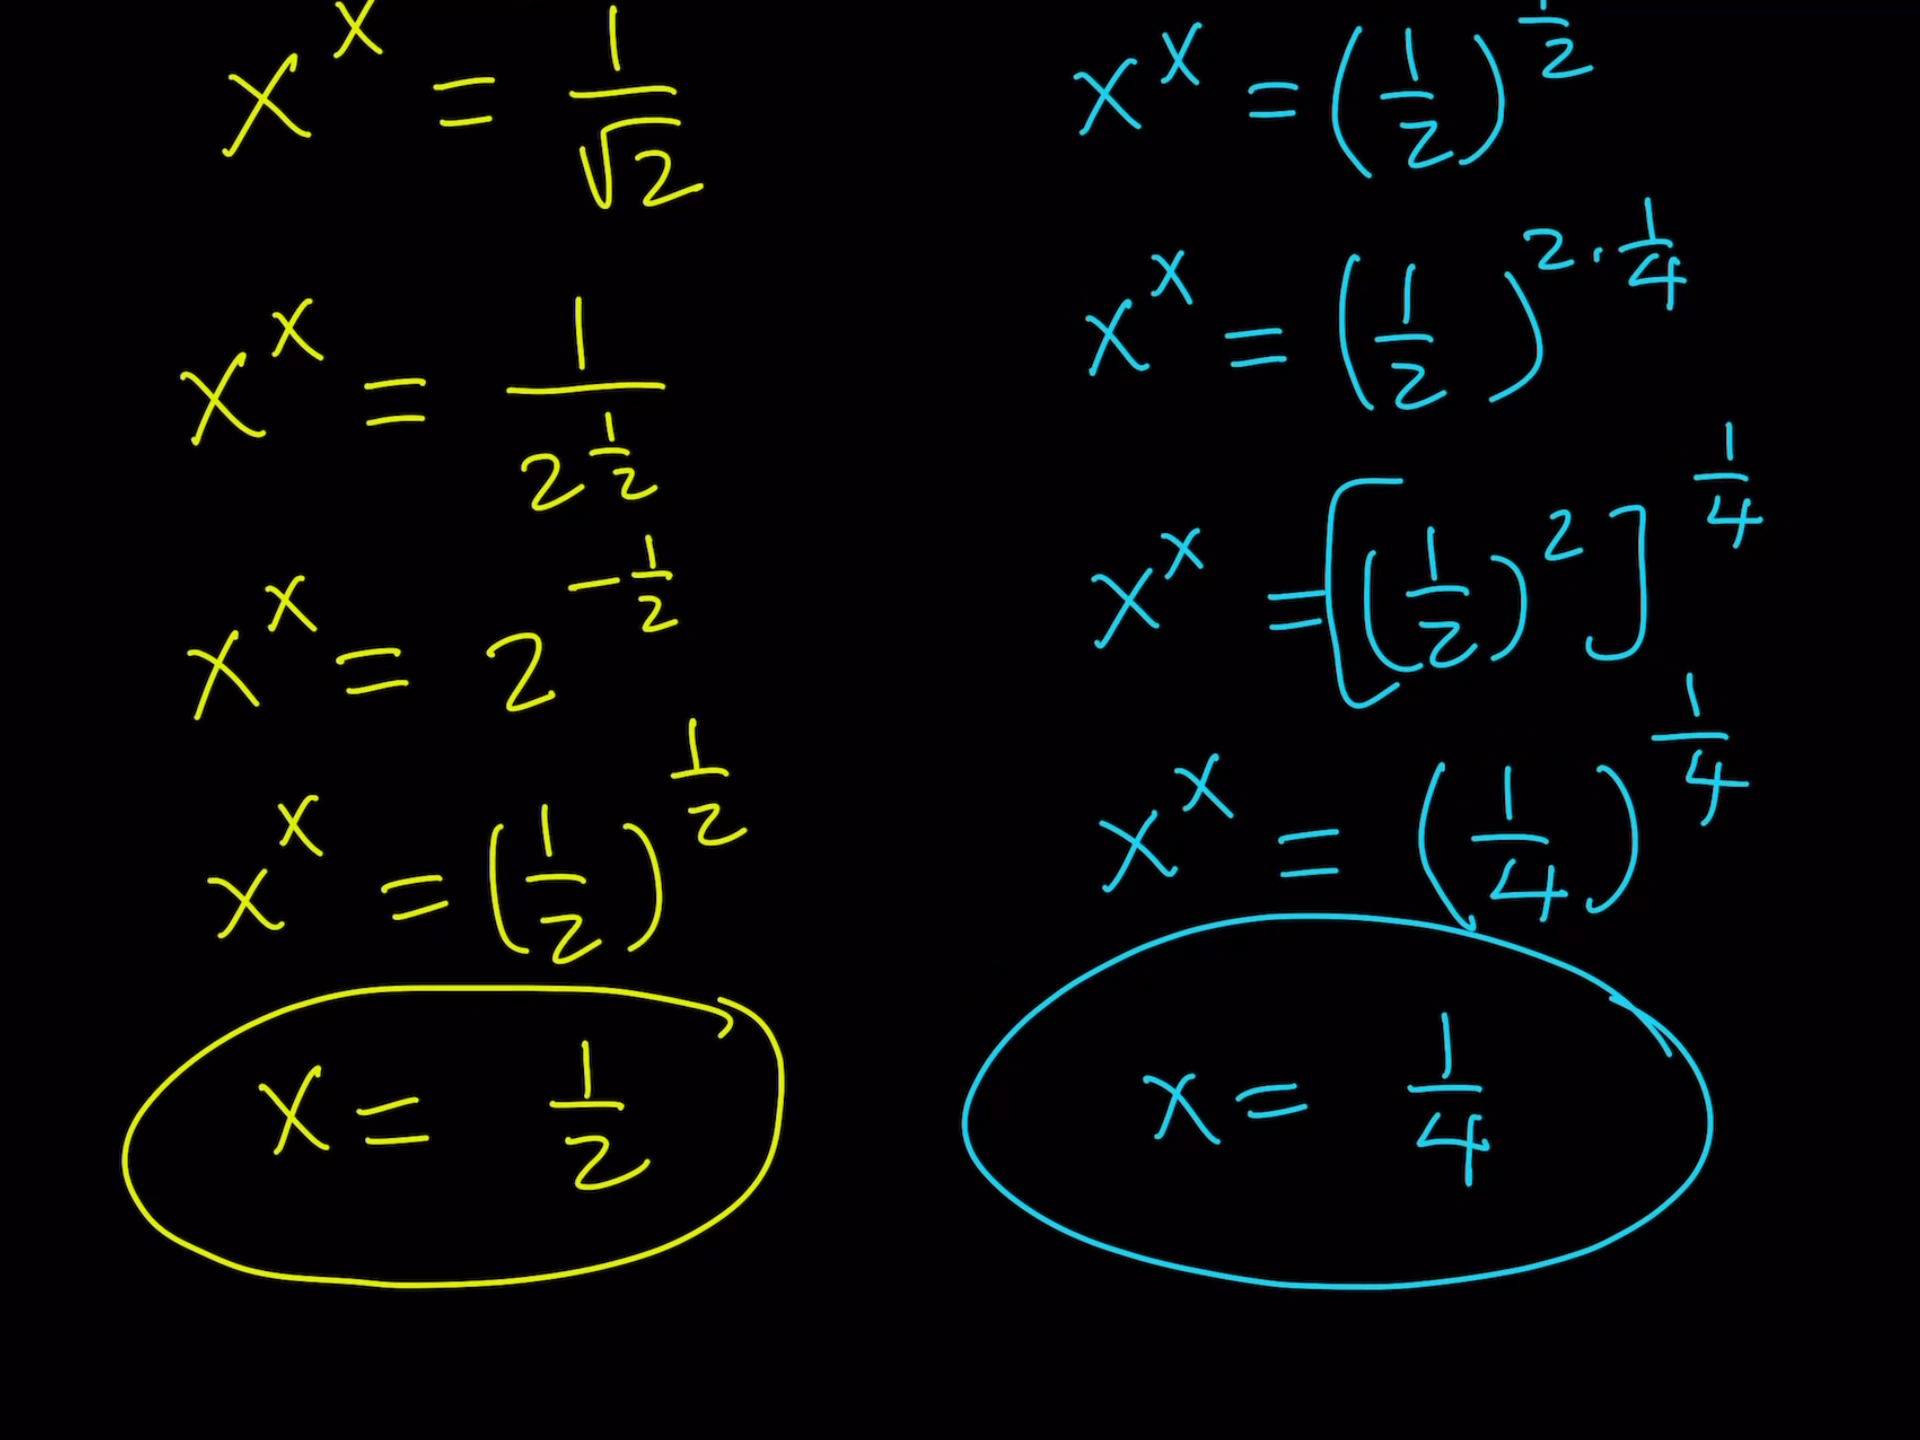 x^x = 1/√2
x^x = 1/2^(1/2)
x^x = 2^(-1/2)
x^x = (1/2)^(1/2)
x = 1/2
x^x = (1/2)^(1/2)
x^x = (1/2)^(2·1/4)
x^x = [(1/2)^2]^(1/4)
x^x = (1/4)^(1/4)
x = 1/4